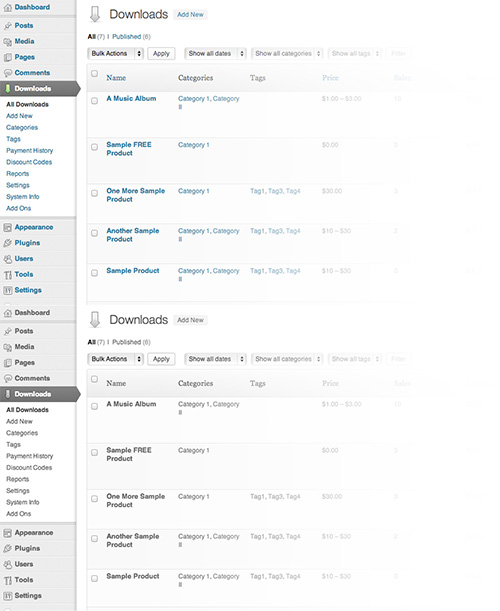 Dashboard
Posts
Media
Pages
Comments
Downloads
All Downloads
Add New
Categories
Tags
Payment History
Discount Codes
Reports
Settings
System Info
Add Ons
Appearance
Plugins
Users
Tools
Settings
Downloads Add New
All (7) | Published (6)
Bulk Actions Apply Show all dates Show all categories Show all tags Filter
Name Categories Tags Price Sales
A Music Album Category 1, Category $1.00 – $3.00 10
II
Sample FREE Category 1 $0.00 0
Product
One More Sample Category 1 Tag1, Tag3, Tag4 $30.00 0
Product
Another Sample Category 1, Category Tag1, Tag3, Tag4 $10 – $30 0
Product II
Sample Product Category 1, Category Tag1, Tag3, Tag4 $10 – $30 0
II
Dashboard
Posts
Media
Pages
Comments
Downloads
All Downloads
Add New
Categories
Tags
Payment History
Discount Codes
Reports
Settings
System Info
Add Ons
Appearance
Plugins
Users
Tools
Settings
Downloads Add New
All (7) | Published (6)
Bulk Actions Apply Show all dates Show all categories Show all tags Filter
Name Categories Tags Price Sales
A Music Album Category 1, Category $1.00 – $3.00 10
II
Sample FREE Category 1 $0.00 0
Product
One More Sample Category 1 Tag1, Tag3, Tag4 $30.00 0
Product
Another Sample Category 1, Category Tag1, Tag3, Tag4 $10 – $30 0
Product II
Sample Product Category 1, Category Tag1, Tag3, Tag4 $10 – $30 0
II